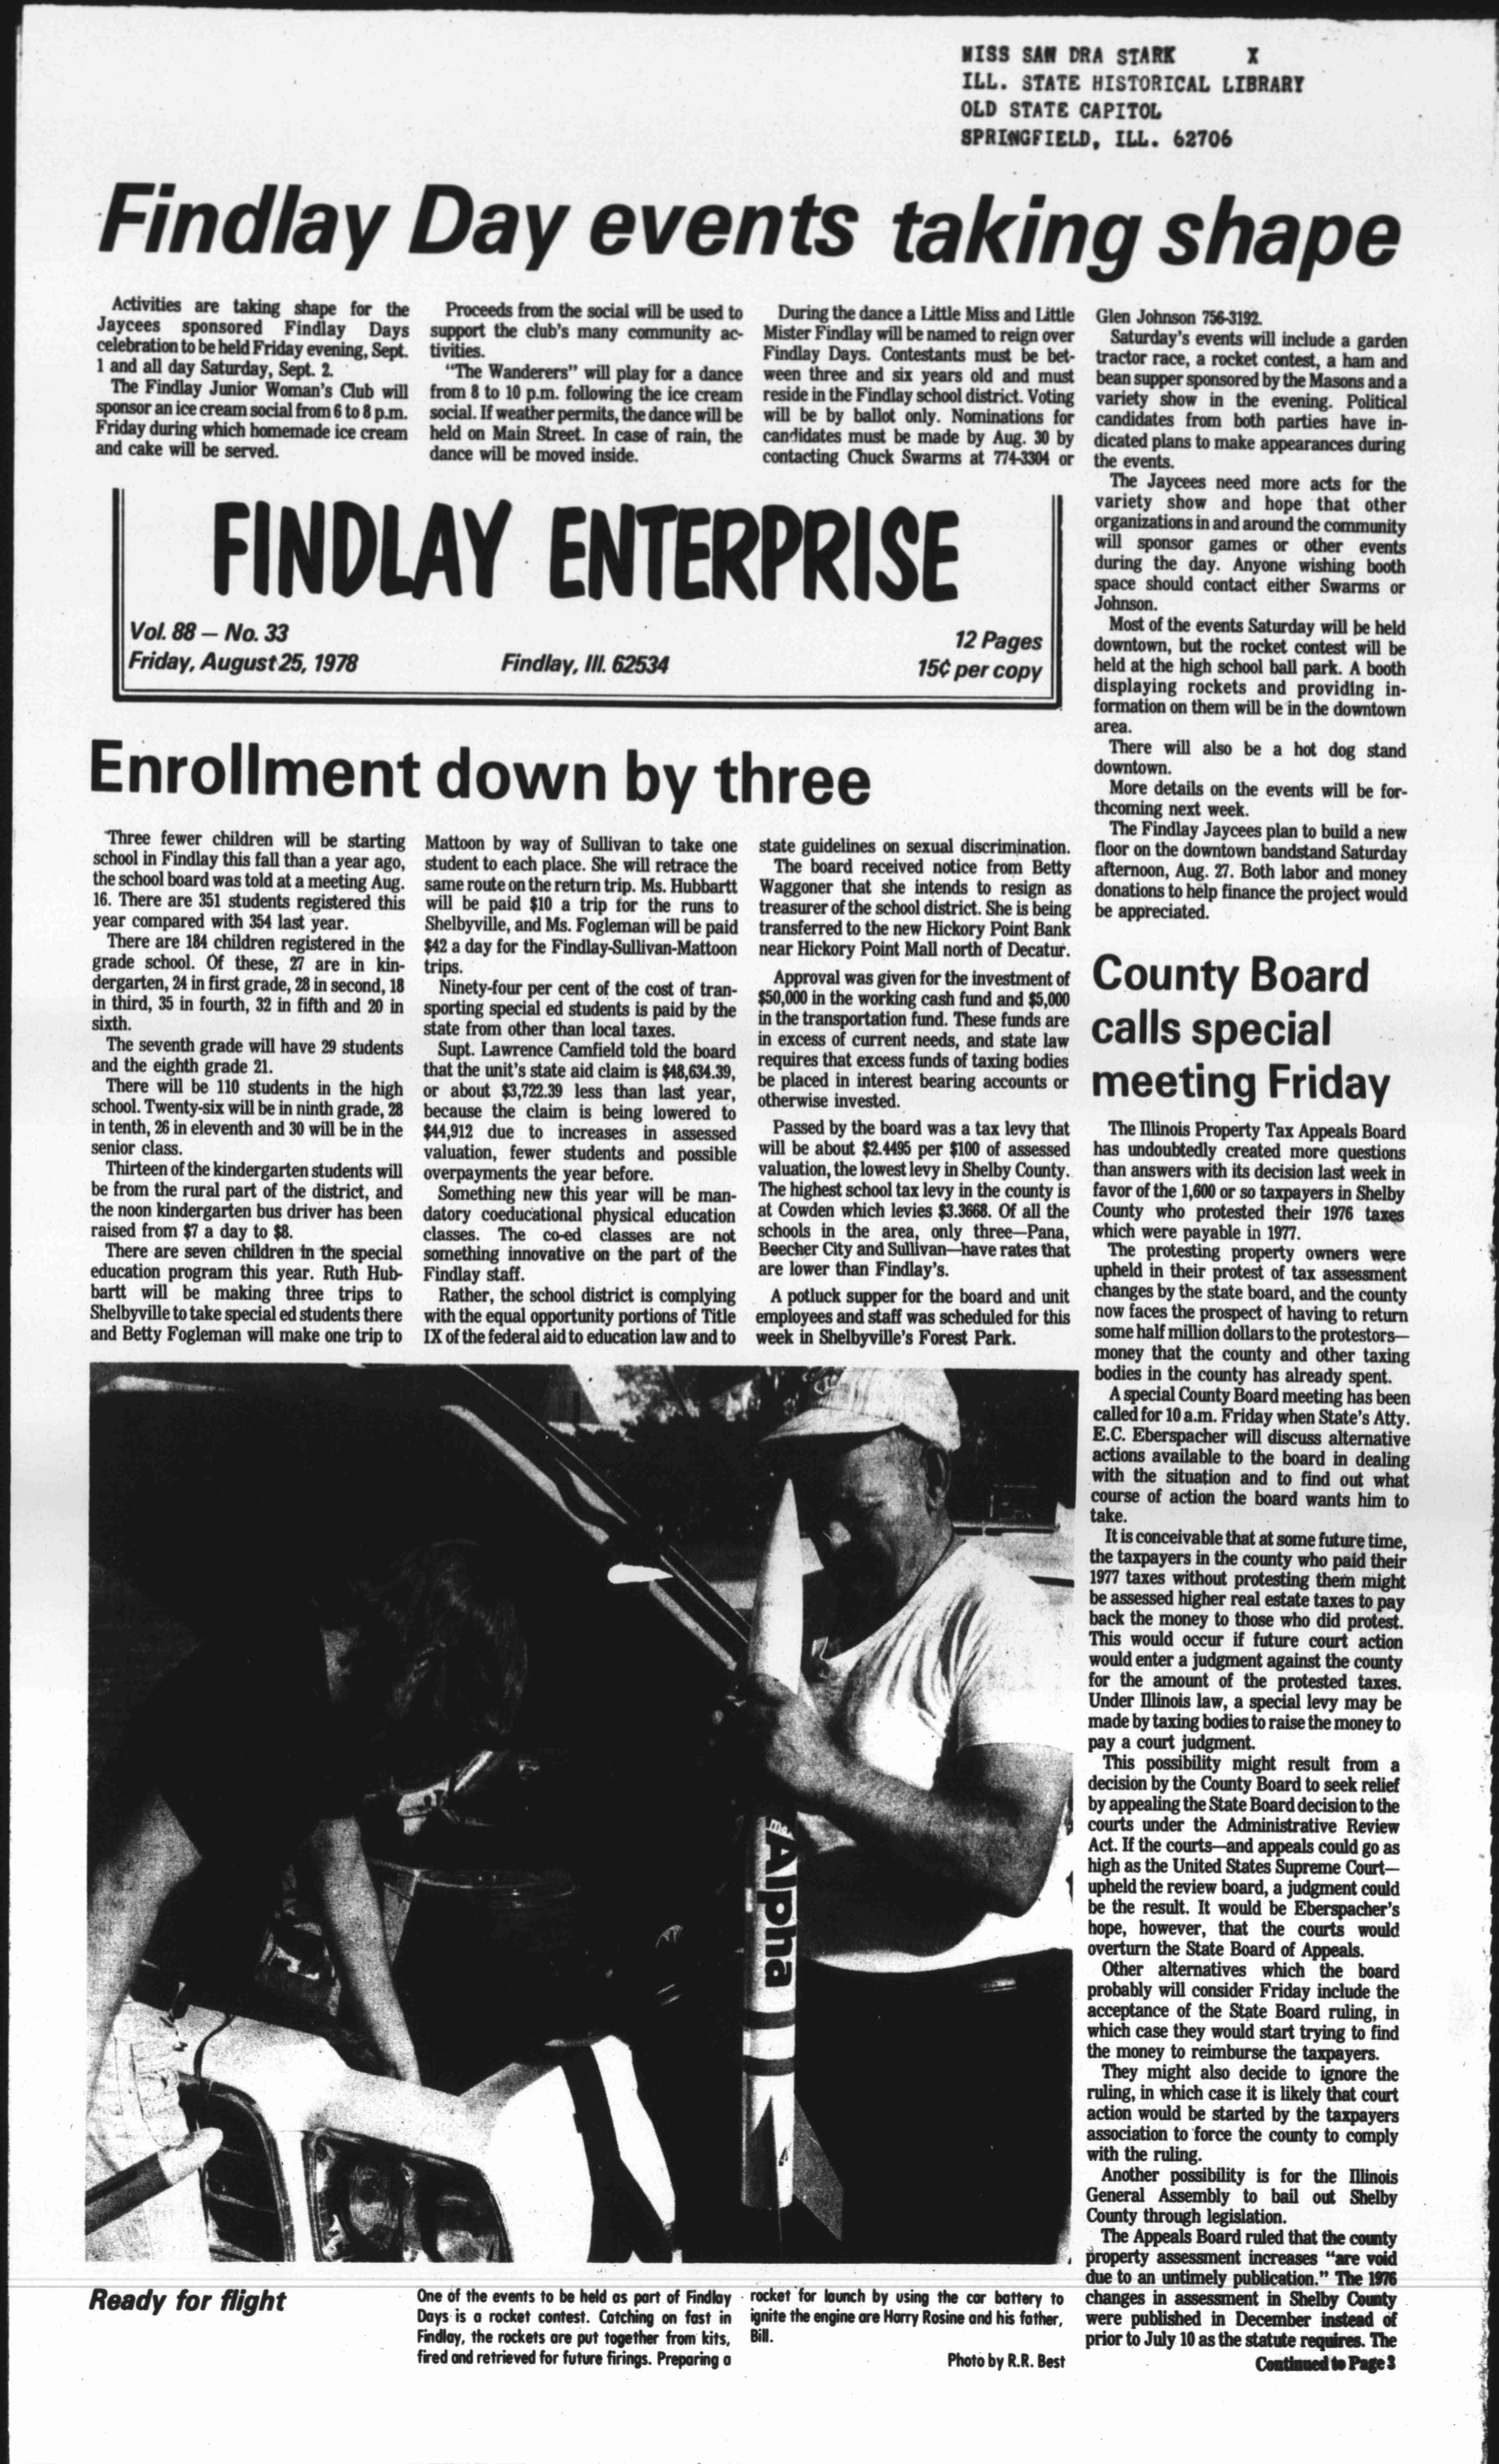 MISS SAN DRA STARK X
ILL. STATE HISTORICAL LIBRARY
OLD STATE CAPITOL
SPRINGFIELD, ILL. 62706
Findlay Day events taking shape
Activities are taking shape for the
Jaycees sponsored Findlay Days
celebration to be held Friday evening, Sept.
1 and all day Saturday, Sept. 2.
The Findlay Junior Woman's Club will
sponsor an ice cream social from 6 to 8 p.m.
Friday during which homemade ice cream
and cake will be served.
Proceeds from the social will be used to
support the club's many community ac-
tivities.
"The Wanderers" will play for a dance
from 8 to 10 p.m. following the ice cream
social. If weather permits, the dance will be
held on Main Street. In case of rain, the
dance will be moved inside.
During the dance a Little Miss and Little
Mister Findlay will be named to reign over
Findlay Days. Contestants must be bet-
ween three and six years old and must
reside in the Findlay school district. Voting
will be by ballot only. Nominations for
candidates must be made by Aug. 30 by
contacting Chuck Swarms at 774-3304 or
Glen Johnson 756-3192.
Saturday's events will include a garden
tractor race, a rocket contest, a ham and
bean supper sponsored by the Masons and a
variety show in the evening. Political
candidates from both parties have in-
dicated plans to make appearances during
the events.
The Jaycees need more acts for the
variety show and hope that other
organizations in and around the community
will sponsor games or other events
during the day. Anyone wishing booth
space should contact either Swarms or
Johnson.
Most of the events Saturday will be held
downtown, but the rocket contest will be
held at the high school ball park. A booth
displaying rockets and providing in-
formation on them will be in the downtown
area.
There will also be a hot dog stand
downtown.
More details on the events will be for-
thcoming next week.
The Findlay Jaycees plan to build a new
floor on the downtown bandstand Saturday
afternoon, Aug. 27. Both labor and money
donations to help finance the project would
be appreciated.
FINDLAY ENTERPRISE
Vol. 88 — No. 33
Friday, August 25, 1978
Findlay, Ill. 62534
12 Pages
15¢ per copy
Enrollment down by three
Three fewer children will be starting
school in Findlay this fall than a year ago,
the school board was told at a meeting Aug.
16. There are 351 students registered this
year compared with 354 last year.
There are 184 children registered in the
grade school. Of these, 27 are in kin-
dergarten, 24 in first grade, 28 in second, 18
in third, 35 in fourth, 32 in fifth and 20 in
sixth.
The seventh grade will have 29 students
and the eighth grade 21.
There will be 110 students in the high
school. Twenty-six will be in ninth grade, 28
in tenth, 26 in eleventh and 30 will be in the
senior class.
Thirteen of the kindergarten students will
be from the rural part of the district, and
the noon kindergarten bus driver has been
raised from $7 a day to $8.
There are seven children in the special
education program this year. Ruth Hub-
bartt will be making three trips to
Shelbyville to take special ed students there
and Betty Fogleman will make one trip to
Mattoon by way of Sullivan to take one
student to each place. She will retrace the
same route on the return trip. Ms. Hubbartt
will be paid $10 a trip for the runs to
Shelbyville, and Ms. Fogleman will be paid
$42 a day for the Findlay-Sullivan-Mattoon
trips.
Ninety-four per cent of the cost of tran-
sporting special ed students is paid by the
state from other than local taxes.
Supt. Lawrence Camfield told the board
that the unit's state aid claim is $48,634.39,
or about $3,722.39 less than last year,
because the claim is being lowered to
$44,912 due to increases in assessed
valuation, fewer students and possible
overpayments the year before.
Something new this year will be man-
datory coeducational physical education
classes. The co-ed classes are not
something innovative on the part of the
Findlay staff.
Rather, the school district is complying
with the equal opportunity portions of Title
IX of the federal aid to education law and to
state guidelines on sexual discrimination.
The board received notice from Betty
Waggoner that she intends to resign as
treasurer of the school district. She is being
transferred to the new Hickory Point Bank
near Hickory Point Mall north of Decatur.
Approval was given for the investment of
$50,000 in the working cash fund and $5,000
in the transportation fund. These funds are
in excess of current needs, and state law
requires that excess funds of taxing bodies
be placed in interest bearing accounts or
otherwise invested.
Passed by the board was a tax levy that
will be about $2.4495 per $100 of assessed
valuation, the lowest levy in Shelby County.
The highest school tax levy in the county is
at Cowden which levies $3.3668. Of all the
schools in the area, only three—Pana,
Beecher City and Sullivan—have rates that
are lower than Findlay's.
A potluck supper for the board and unit
employees and staff was scheduled for this
week in Shelbyville's Forest Park.
County Board
calls special
meeting Friday
The Illinois Property Tax Appeals Board
has undoubtedly created more questions
than answers with its decision last week in
favor of the 1,600 or so taxpayers in Shelby
County who protested their 1976 taxes
which were payable in 1977.
The protesting property owners were
upheld in their protest of tax assessment
changes by the state board, and the county
now faces the prospect of having to return
some half million dollars to the protestors—
money that the county and other taxing
bodies in the county has already spent.
A special County Board meeting has been
called for 10 a.m. Friday when State's Atty.
E.C. Eberspacher will discuss alternative
actions available to the board in dealing
with the situation and to find out what
course of action the board wants him to
take.
It is conceivable that at some future time,
the taxpayers in the county who paid their
1977 taxes without protesting them might
be assessed higher real estate taxes to pay
back the money to those who did protest.
This would occur if future court action
would enter a judgment against the county
for the amount of the protested taxes.
Under Illinois law, a special levy may be
made by taxing bodies to raise the money to
pay a court judgment.
This possibility might result from a
decision by the County Board to seek relief
by appealing the State Board decision to the
courts under the Administrative Review
Act. If the courts—and appeals could go as
high as the United States Supreme Court—
upheld the review board, a judgment could
be the result. It would be Eberspacher's
hope, however, that the courts would
overturn the State Board of Appeals.
Other alternatives which the board
probably will consider Friday include the
acceptance of the State Board ruling, in
which case they would start trying to find
the money to reimburse the taxpayers.
They might also decide to ignore the
ruling, in which case it is likely that court
action would be started by the taxpayers
association to force the county to comply
with the ruling.
Another possibility is for the Illinois
General Assembly to bail out Shelby
County through legislation.
The Appeals Board ruled that the county
property assessment increases "are void
due to an untimely publication." The 1976
changes in assessment in Shelby County
were published in December instead of
prior to July 10 as the statute requires. The
Continued to Page 3
Alpha
Ready for flight
One of the events to be held as part of Findlay
Days is a rocket contest. Catching on fast in
Findlay, the rockets are put together from kits,
fired and retrieved for future firings. Preparing a
rocket for launch by using the car battery to
ignite the engine are Harry Rosine and his father,
Bill.
Photo by R.R. Best